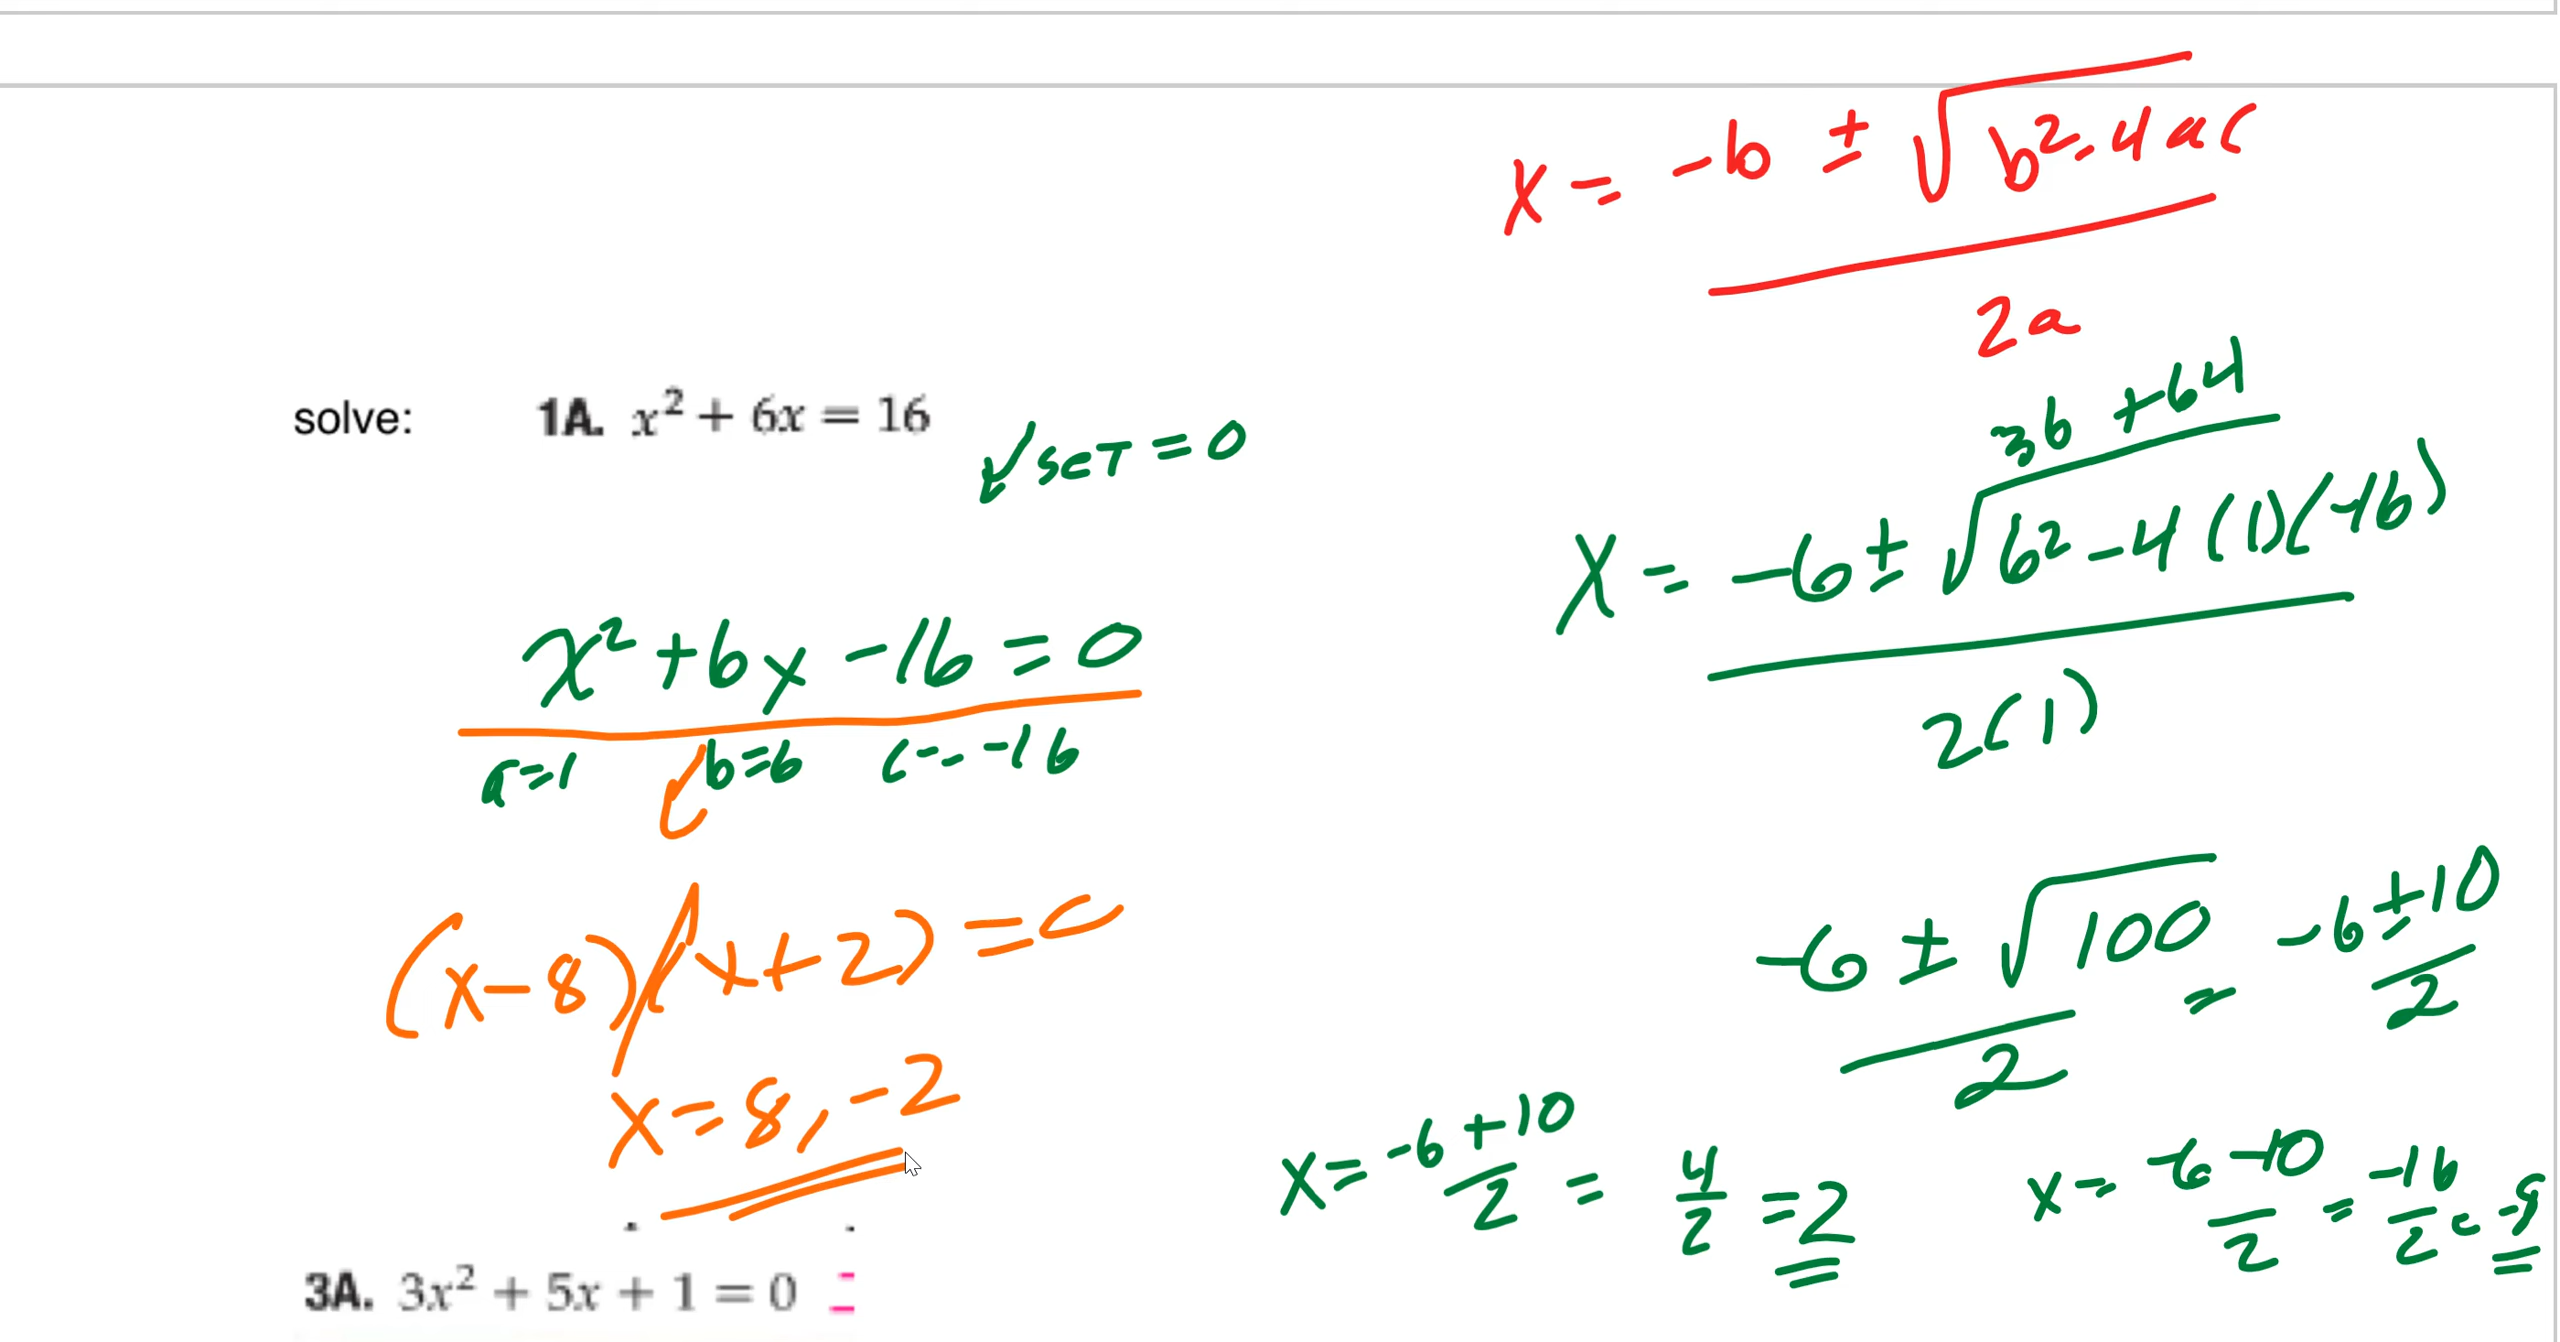 x = -b ± √b²-4ac
2a
solve: 1A. x² + 6x = 16
SET = 0
36 + 64
x² + 6x - 16 = 0
X = -6 ± √6² - 4(1)(-16)
2(1)
a=1 b=6 c=-16
(x-8)(x+2) = 0
-6 ± √100 = -6 ± 10
2 2
x = 8, -2
x = -6 + 10 = 4 = 2
2 2
x = -6 - 10 = -16 = -8
2 2
3A. 3x² + 5x + 1 = 0